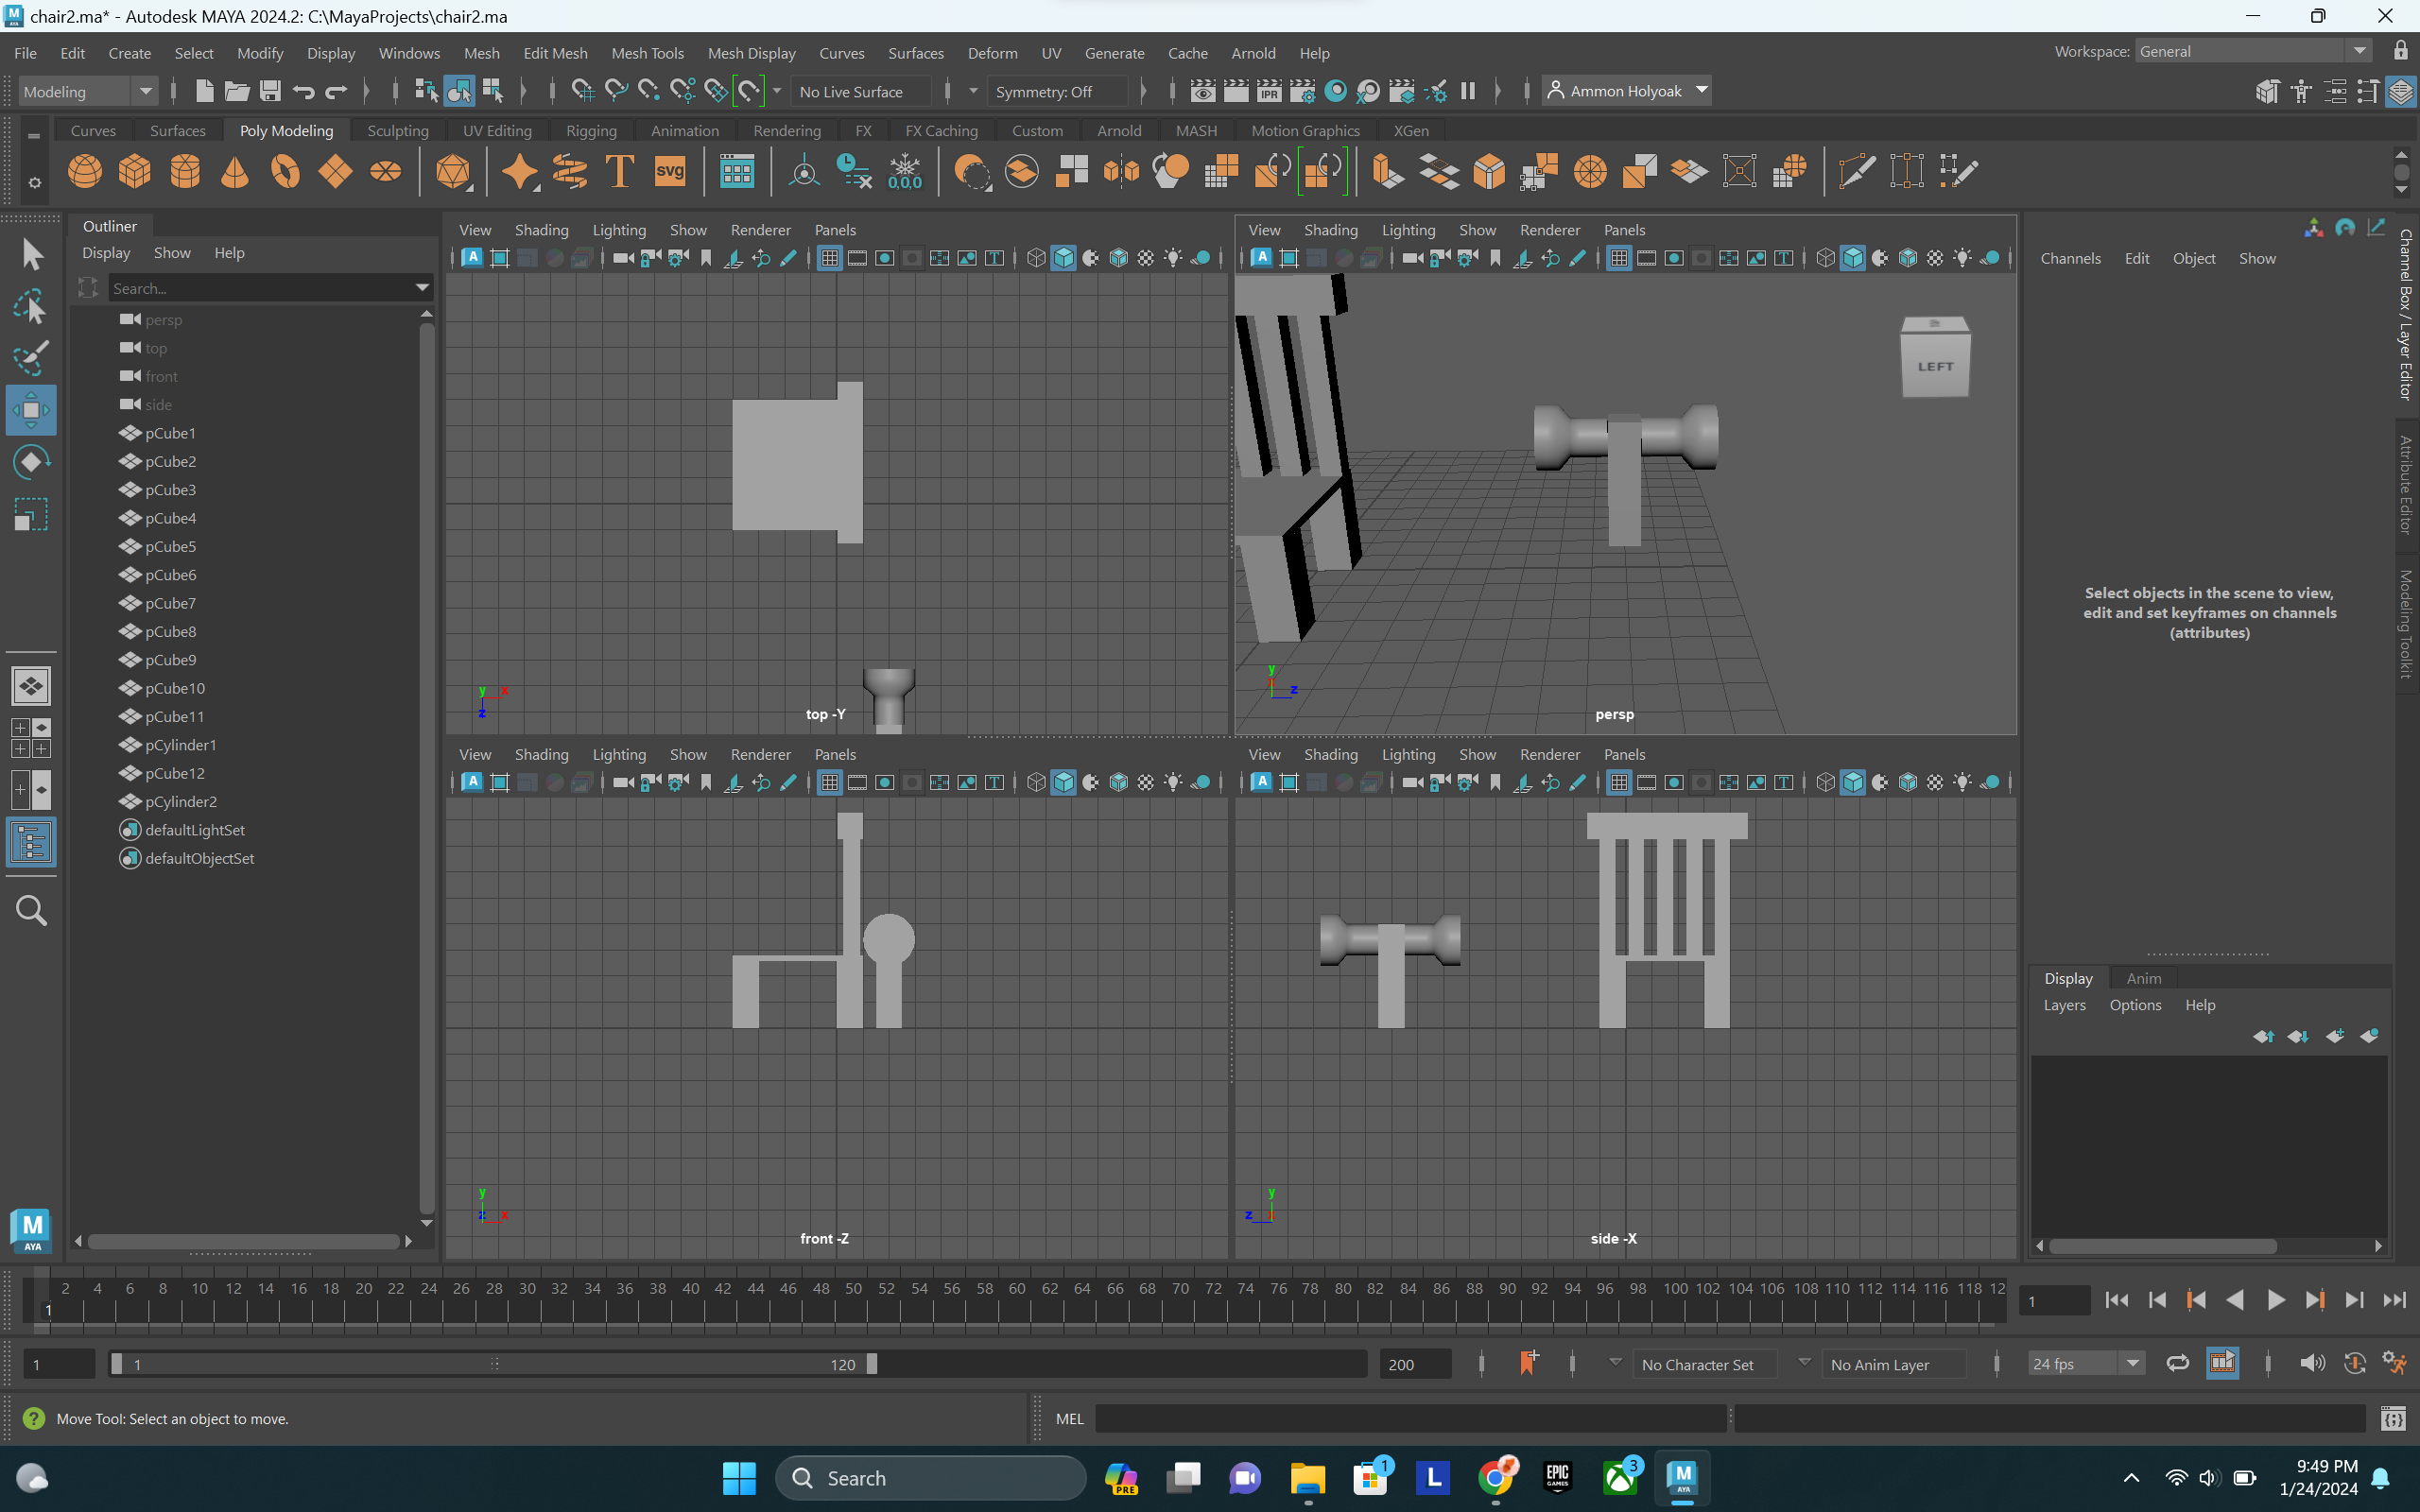 chair2.ma* - Autodesk MAYA 2024.2: C:\MayaProjects\chair2.ma
File Edit Create Select Modify Display Windows Mesh Edit Mesh Mesh Tools Mesh Display Curves Surfaces Deform UV Generate Cache Arnold Help
Workspace: General
Modeling
No Live Surface
Symmetry: Off
IPR
Ammon Holyoak
Curves Surfaces Poly Modeling Sculpting UV Editing Rigging Animation Rendering FX FX Caching Custom Arnold MASH Motion Graphics XGen
T
svg
0,0,0
Outliner
Display Show Help
Search...
persp
top
front
side
pCube1
pCube2
pCube3
pCube4
pCube5
pCube6
pCube7
pCube8
pCube9
pCube10
pCube11
pCylinder1
pCube12
pCylinder2
defaultLightSet
defaultObjectSet
View Shading Lighting Show Renderer Panels
y x
z
top -Y
View Shading Lighting Show Renderer Panels
LEFT
y
z
persp
View Shading Lighting Show Renderer Panels
y
z x
front -Z
View Shading Lighting Show Renderer Panels
y
z
side -X
Channels Edit Object Show
Select objects in the scene to view,
edit and set keyframes on channels
(attributes)
Channel Box / Layer Editor
Attribute Editor
Modeling Toolkit
Display Anim
Layers Options Help
M
AYA
2 4 6 8 10 12 14 16 18 20 22 24 26 28 30 32 34 36 38 40 42 44 46 48 50 52 54 56 58 60 62 64 66 68 70 72 74 76 78 80 82 84 86 88 90 92 94 96 98 100 102 104 106 108 110 112 114 116 118 12
1
1
1
1
120
200
No Character Set
No Anim Layer
24 fps
Move Tool: Select an object to move.
MEL
Search
PRE
1
L
EPIC
GAMES
3
M
AYA
9:49 PM
1/24/2024